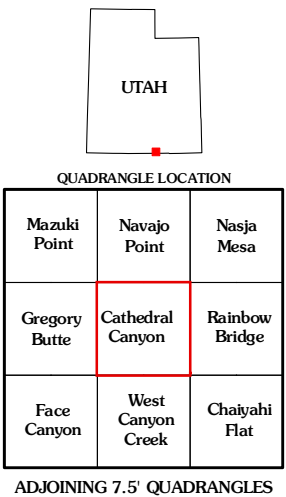 UTAH
QUADRANGLE LOCATION
Mazuki
Point
Navajo
Point
Nasja
Mesa
Gregory
Butte
Cathedral
Canyon
Rainbow
Bridge
Face
Canyon
West
Canyon
Creek
Chaiyahi
Flat
ADJOINING 7.5' QUADRANGLES